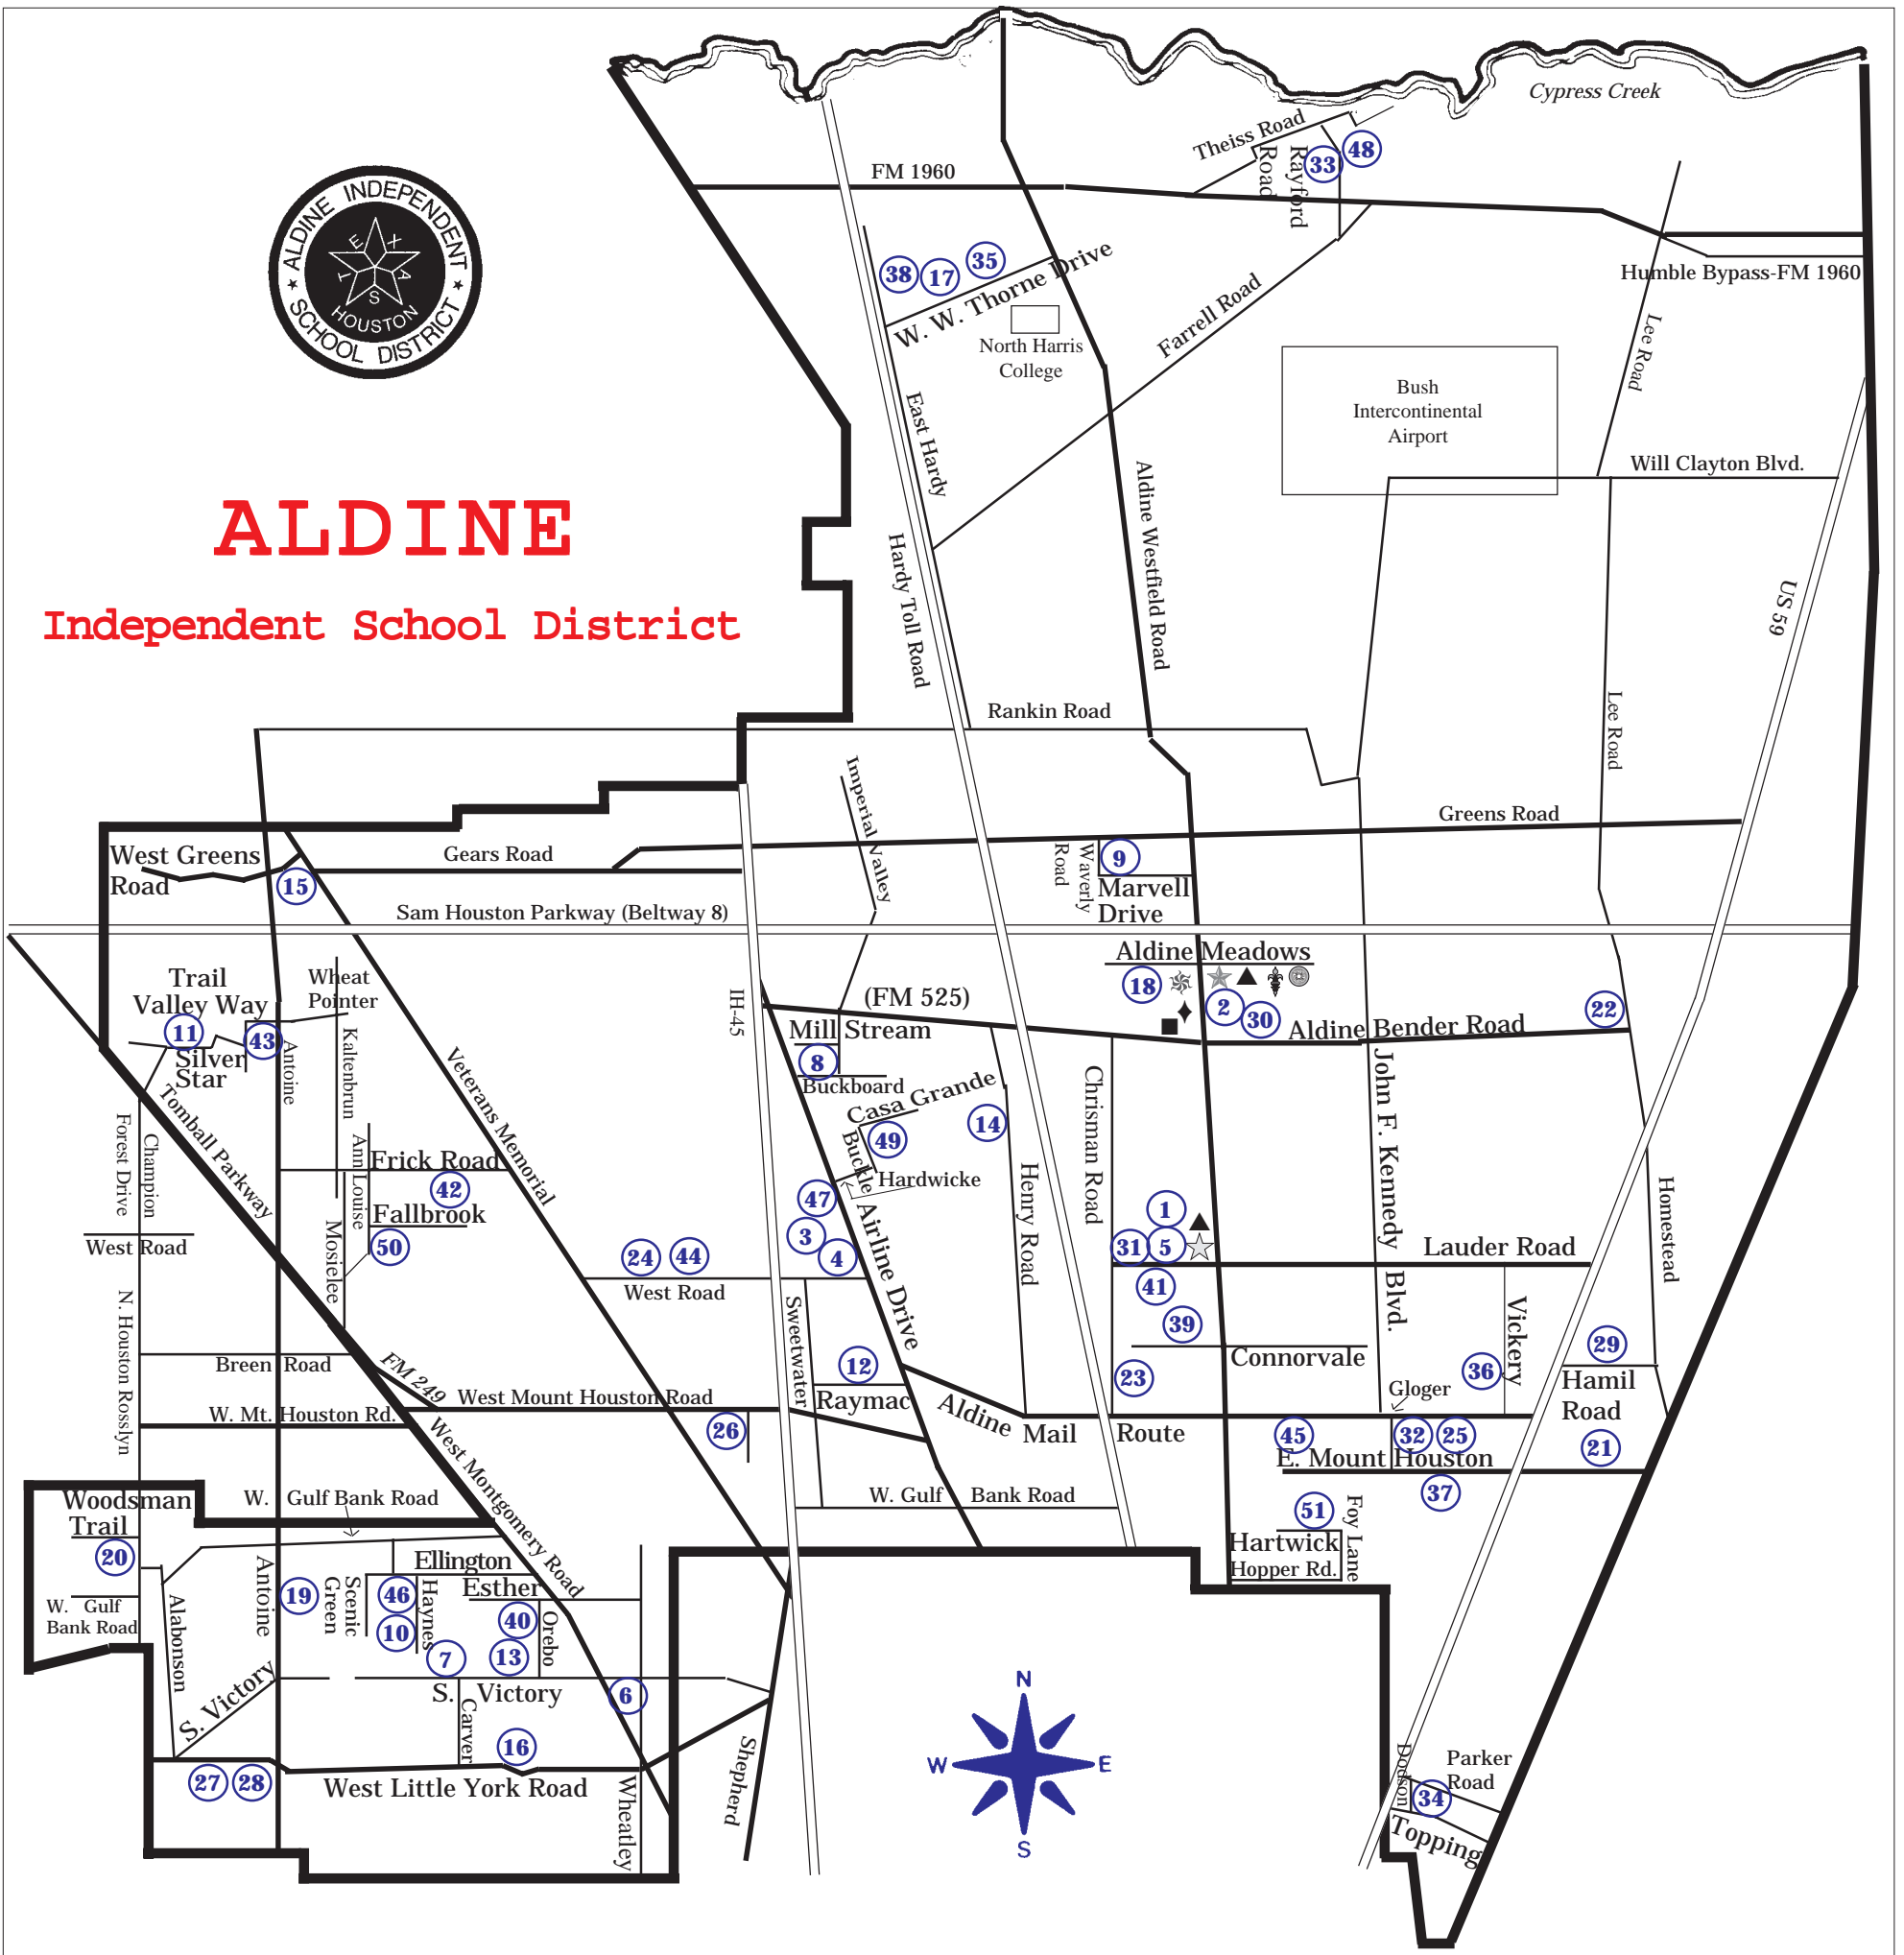 Cypress Creek
Theiss Road
Rayford
Road
33
48
FM 1960
ALDINE INDEPENDENT
SCHOOL DISTRICT
TEXAS
HOUSTON
38
17
35
W. W. Thorne Drive
Humble Bypass-FM 1960
North Harris
College
Farrell Road
Lee Road
Bush
Intercontinental
Airport
East Hardy
Will Clayton Blvd.
ALDINE
Independent School District
Aldine Westfield Road
Hardy Toll Road
US 59
Rankin Road
Lee Road
Imperial Valley
Greens Road
West Greens
Road
Gears Road
15
Waverly
Road
9
Marvell
Drive
Sam Houston Parkway (Beltway 8)
Aldine Meadows
Trail
Valley Way
Wheat
Pointer
IH-45
(FM 525)
18
2
30
22
11
43
Silver
Star
Antoine
Kaltenbrun
Mill Stream
8
Buckboard
Aldine Bender Road
Veterans Memorial
Casa Grande
49
Buckle
Hardwicke
14
Henry Road
Chrisman Road
John F. Kennedy
Blvd.
Tomball Parkway
Forest Drive
Champion
Ann Louise
Frick Road
42
Fallbrook
50
Mosielee
West Road
47
3
4
Airline Drive
24
44
West Road
1
31
5
Lauder Road
Homestead
41
39
Connorvale
Vickery
N. Houston Rosslyn
Sweetwater
Breen Road
FM 249
12
Raymac
23
36
29
Hamil
Road
Gloger
West Mount Houston Road
W. Mt. Houston Rd.
26
Aldine Mail Route
45
32
25
21
E. Mount Houston
37
West Montgomery Road
Woodsman
Trail
20
W. Gulf Bank Road
W. Gulf Bank Road
51
Foy Lane
Hartwick
Hopper Rd.
Ellington
Esther
W. Gulf
Bank Road
Alabonson
Antoine
19
Scenic
Green
46
10
Haynes
40
13
Orebo
7
S. Victory
S. Victory
6
Carver
16
N
W
E
S
27
28
West Little York Road
Wheatley
Shepherd
Dodson
Parker
Road
34
Topping